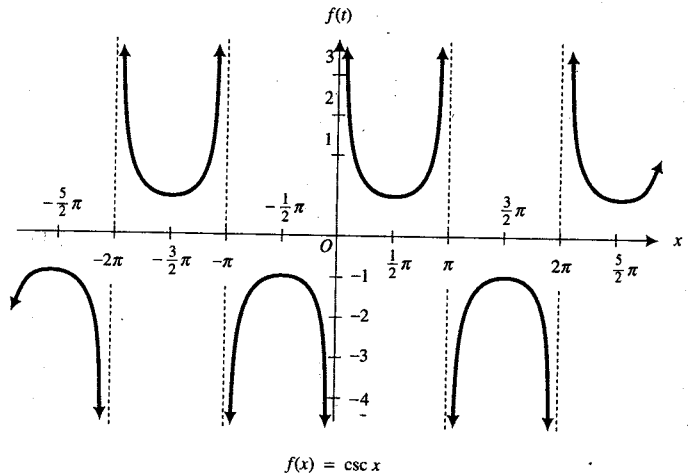 f(t)
3
2
1
-5/2 π
-1/2 π
3/2 π
-2π
-3/2 π
-π
O
1/2 π
π
2π
5/2 π
x
-1
-2
-3
-4
f(x) = csc x